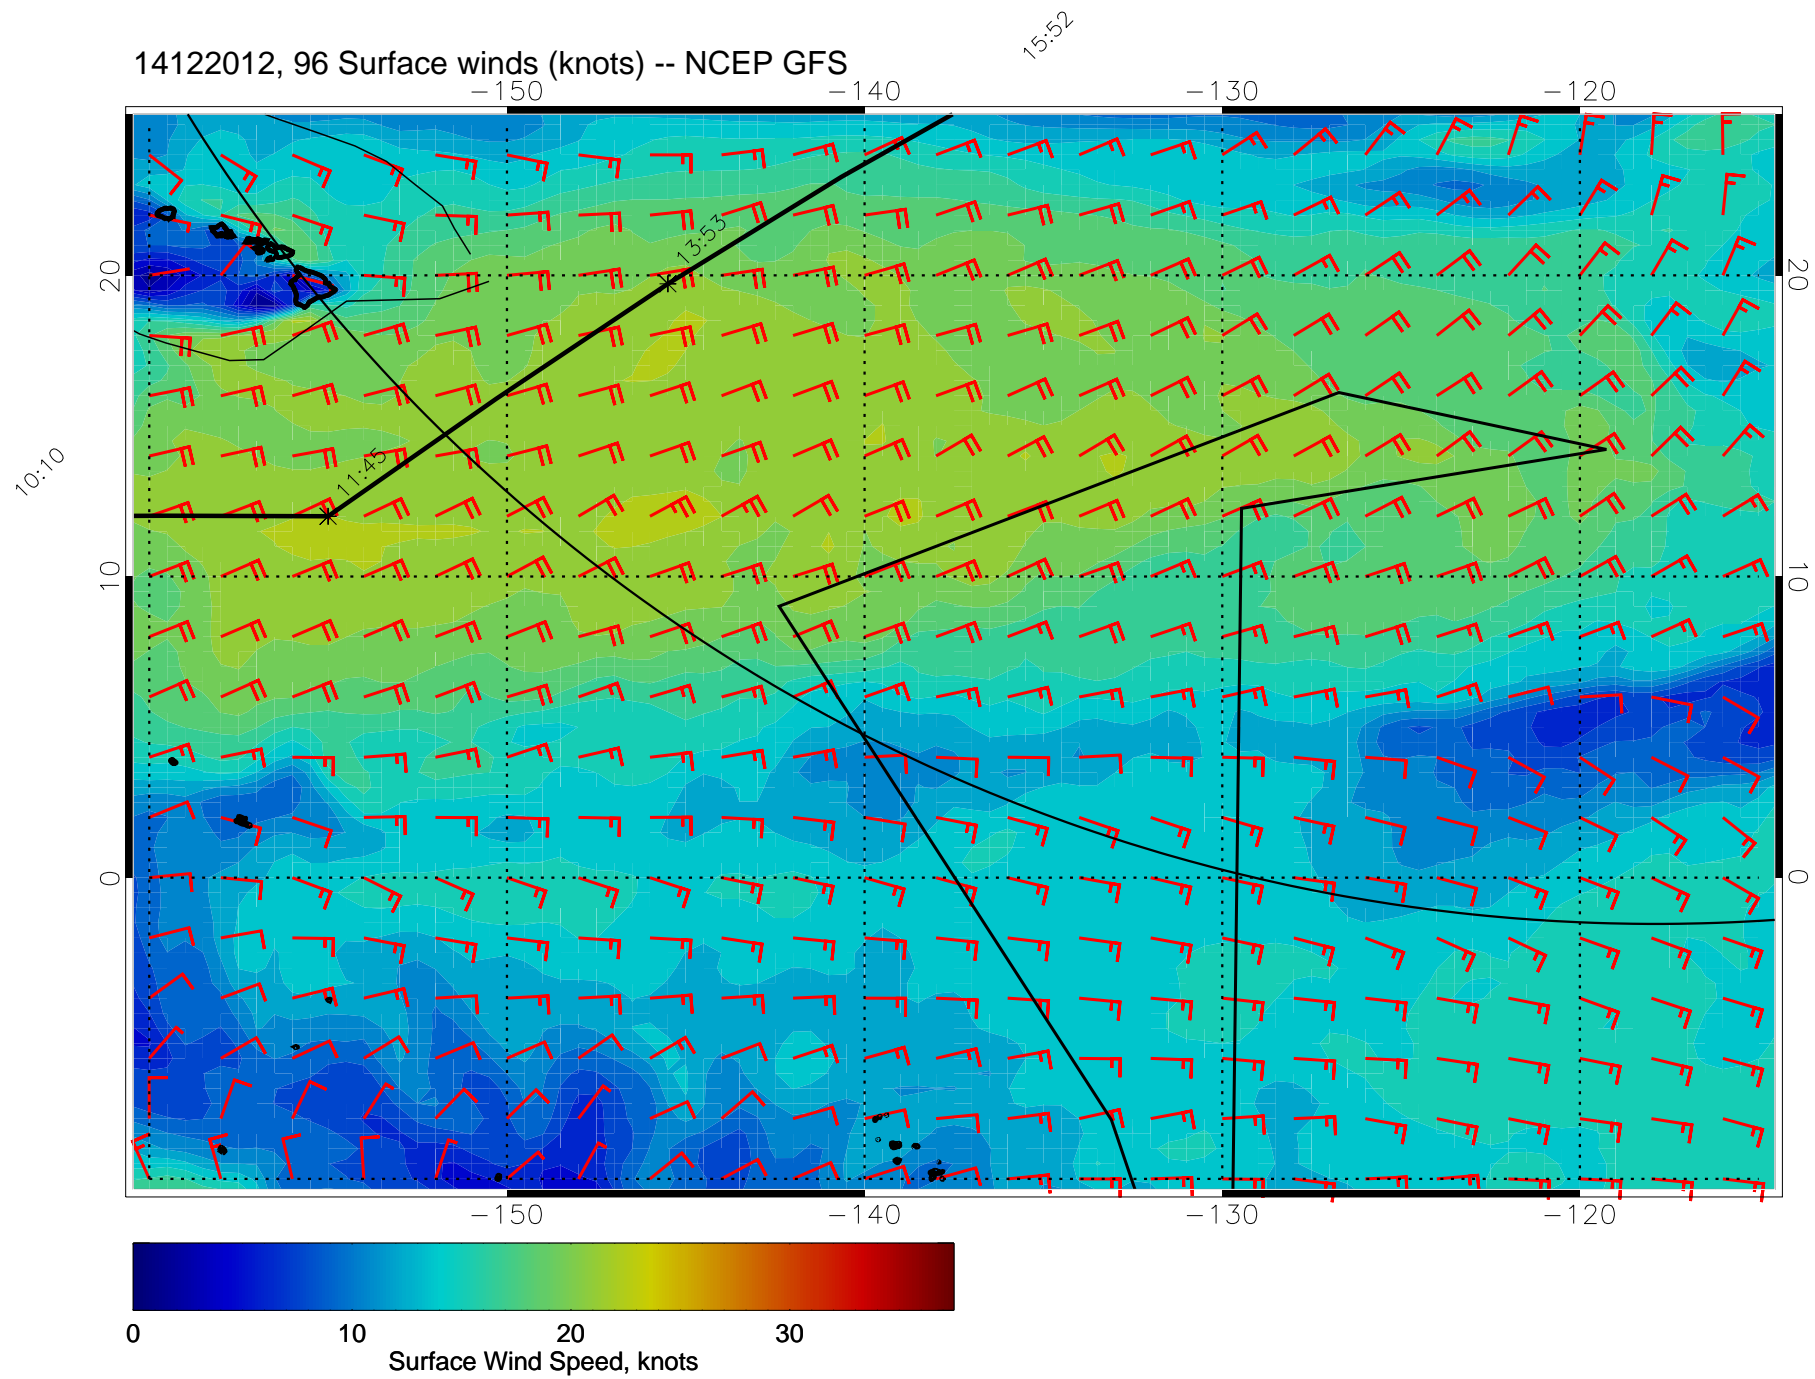 15:52
14122012, 96 Surface winds (knots) -- NCEP GFS
-150 -140 -130 -120
13:53
20 20
11:45
10:10
10 10
0 0
-150 -140 -130 -120
0 10 20 30
Surface Wind Speed, knots